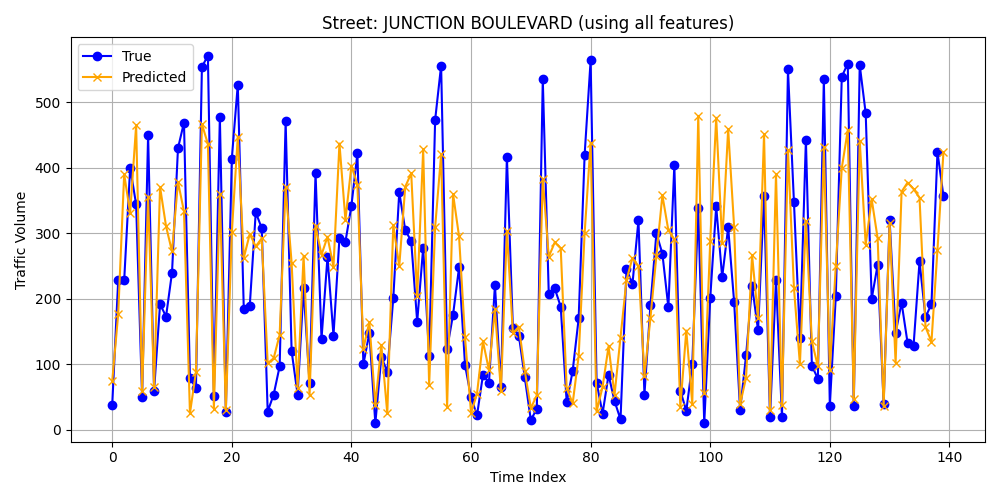 Street: JUNCTION BOULEVARD (using all features)
True
Predicted
Traffic Volume
500
400
300
200
100
0
0 20 40 60 80 100 120 140
Time Index